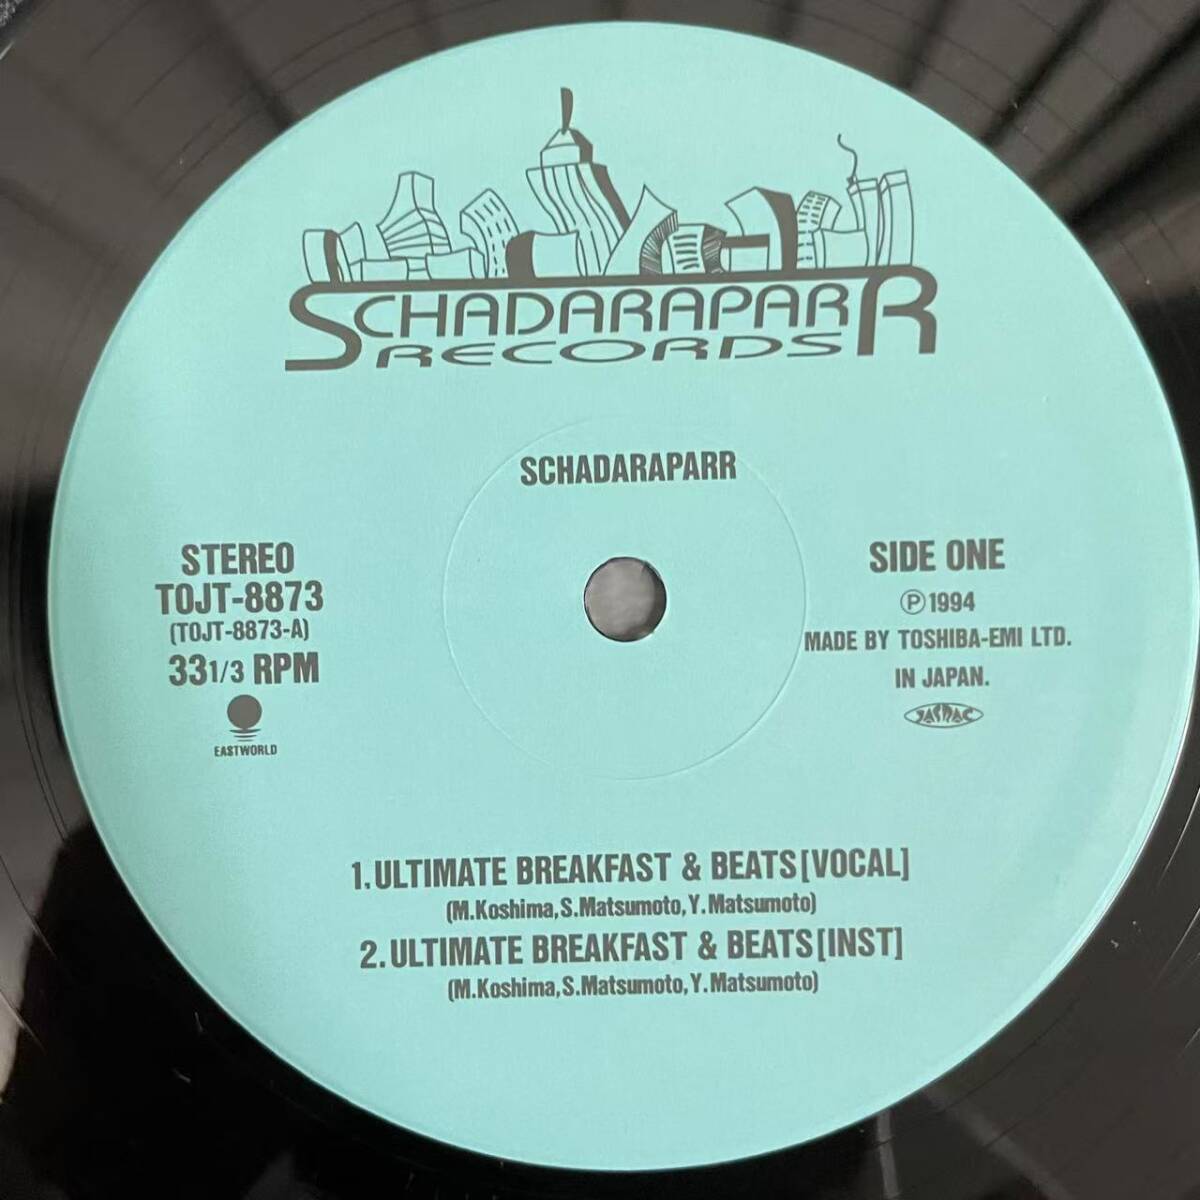 SCHADARAPARR
RECORDS
SCHADARAPARR
STEREO
TOJT-8873
(TOJT-8873-A)
33 1/3 RPM
EASTWORLD
SIDE ONE
Ⓟ1994
MADE BY TOSHIBA-EMI LTD.
IN JAPAN.
JASRAC
1. ULTIMATE BREAKFAST & BEATS[VOCAL]
(M.Koshima, S.Matsumoto, Y.Matsumoto)
2. ULTIMATE BREAKFAST & BEATS[INST]
(M.Koshima, S.Matsumoto, Y.Matsumoto)